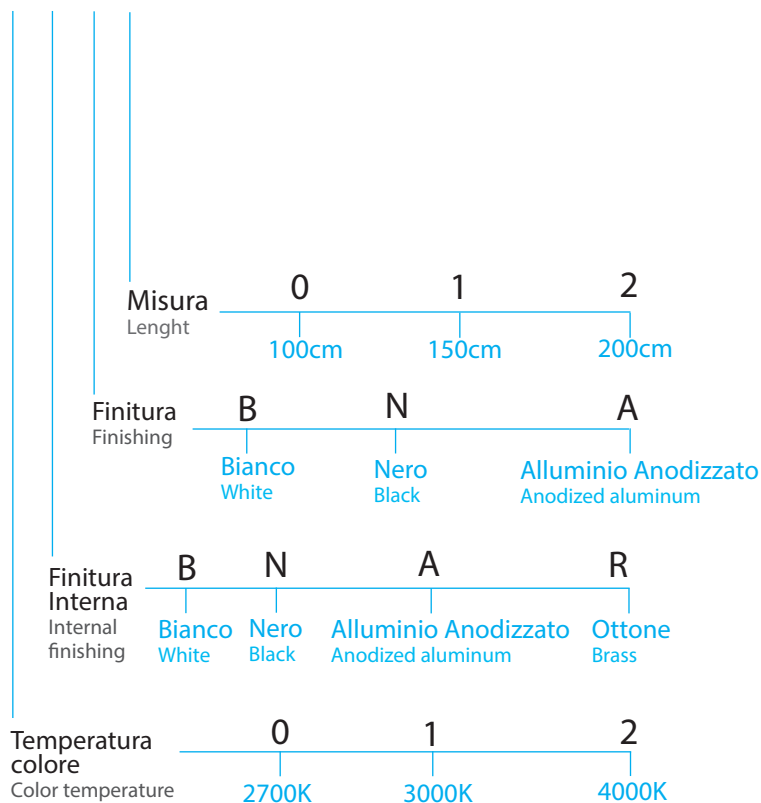 Misura 0 1 2
Lenght
100cm 150cm 200cm
Finitura B N A
Finishing
Bianco Nero Alluminio Anodizzato
White Black Anodized aluminum
Finitura B N A R
Interna
Internal
finishing
Bianco Nero Alluminio Anodizzato Ottone
White Black Anodized aluminum Brass
Temperatura 0 1 2
colore
Color temperature
2700K 3000K 4000K